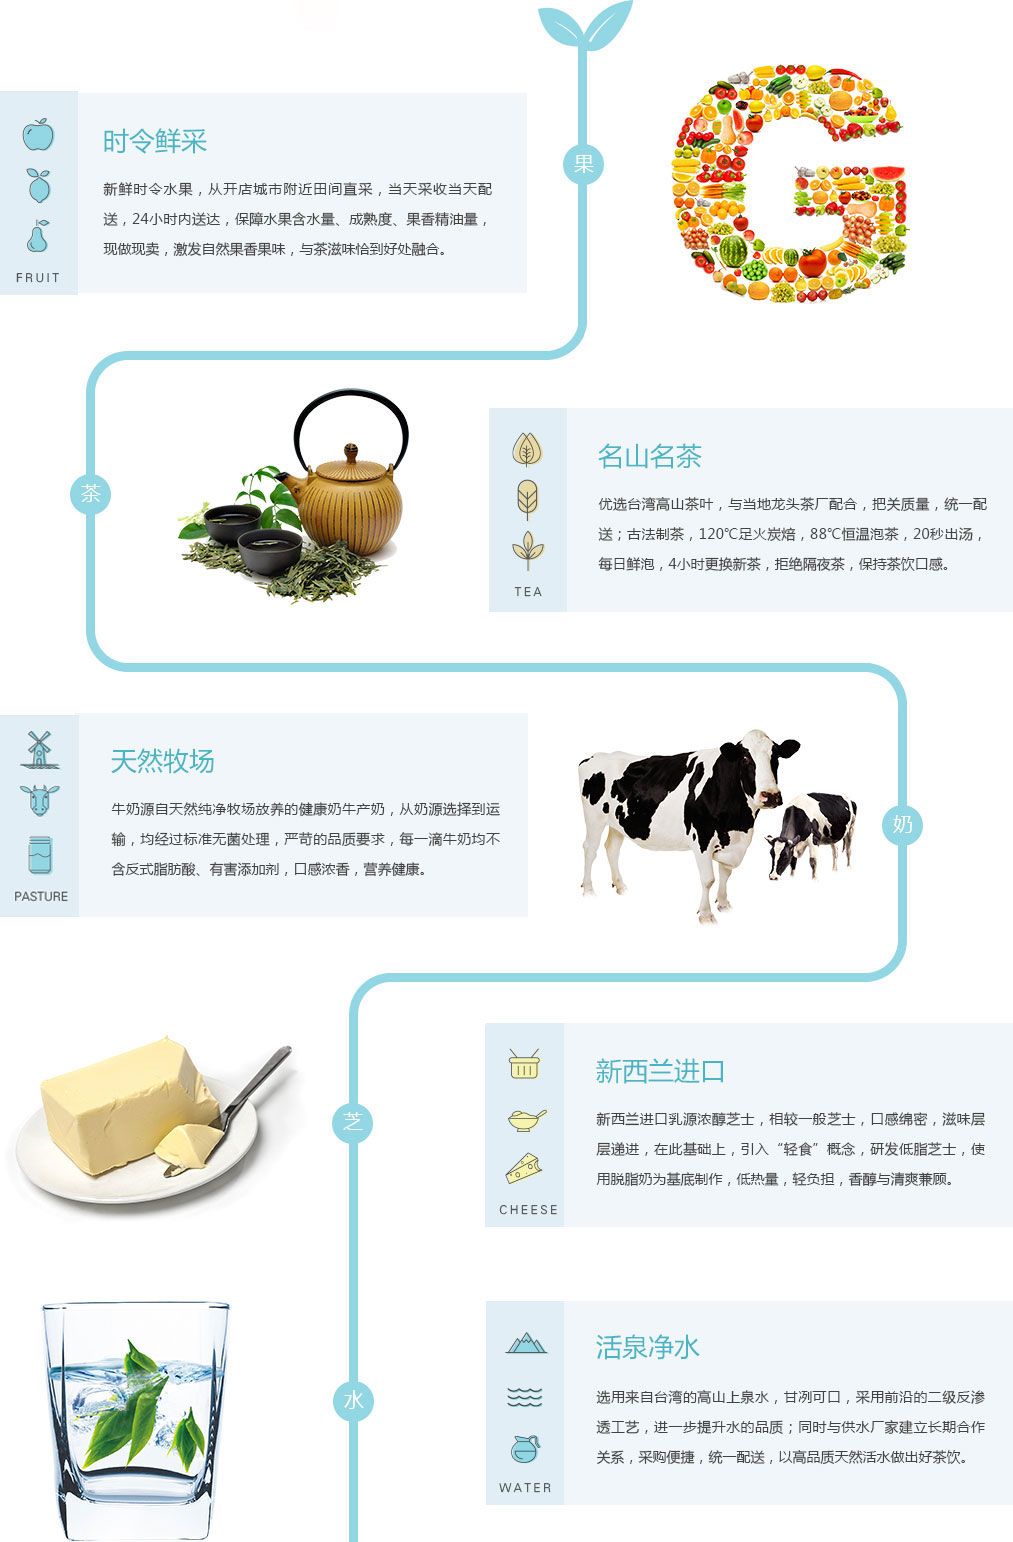 果
时令鲜采
新鲜时令水果，从开店城市附近田间直采，当天采收当天配
送，24小时内送达，保障水果含水量、成熟度、果香精油量，
现做现卖，激发自然果香果味，与茶滋味恰到好处融合。
FRUIT
茶
名山名茶
优选台湾高山茶叶，与当地龙头茶厂配合，把关质量，统一配
送；古法制茶，120℃足火炭焙，88℃恒温泡茶，20秒出汤，
每日鲜泡，4小时更换新茶，拒绝隔夜茶，保持茶饮口感。
TEA
天然牧场
牛奶源自天然纯净牧场放养的健康奶牛产奶，从奶源选择到运
输，均经过标准无菌处理，严苛的品质要求，每一滴牛奶均不
含反式脂肪酸、有害添加剂，口感浓香，营养健康。
PASTURE
奶
芝
新西兰进口
新西兰进口乳源浓醇芝士，相较一般芝士，口感绵密，滋味层
层递进，在此基础上，引入“轻食”概念，研发低脂芝士，使
用脱脂奶为基底制作，低热量，轻负担，香醇与清爽兼顾。
CHEESE
水
活泉净水
选用来自台湾的高山上泉水，甘冽可口，采用前沿的二级反渗
透工艺，进一步提升水的品质；同时与供水厂家建立长期合作
关系，采购便捷，统一配送，以高品质天然活水做出好茶饮。
WATER